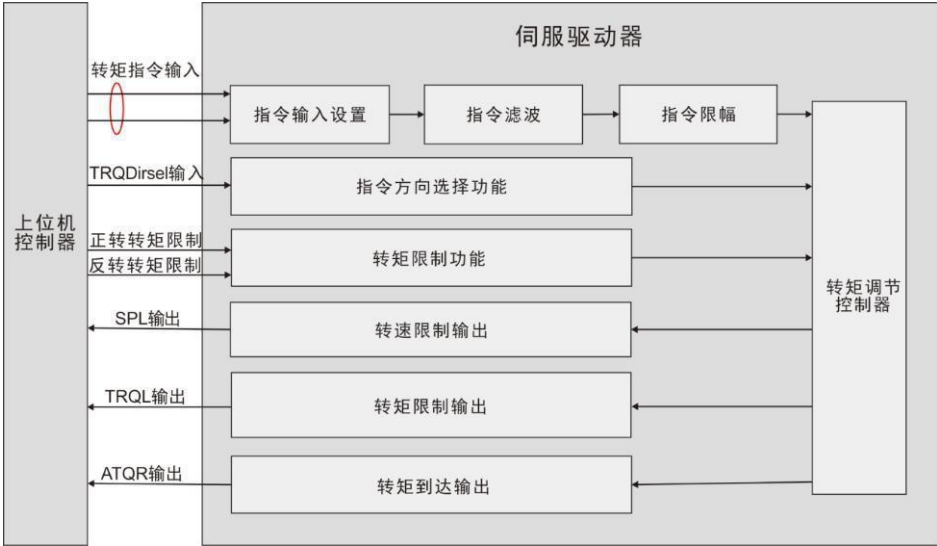 伺服驱动器
转矩指令输入
指令输入设置
指令滤波
指令限幅
TRQDirsel输入
指令方向选择功能
上位机
控制器
正转转矩限制
反转转矩限制
转矩限制功能
转矩调节
控制器
SPL输出
转速限制输出
TRQL输出
转矩限制输出
ATQR输出
转矩到达输出